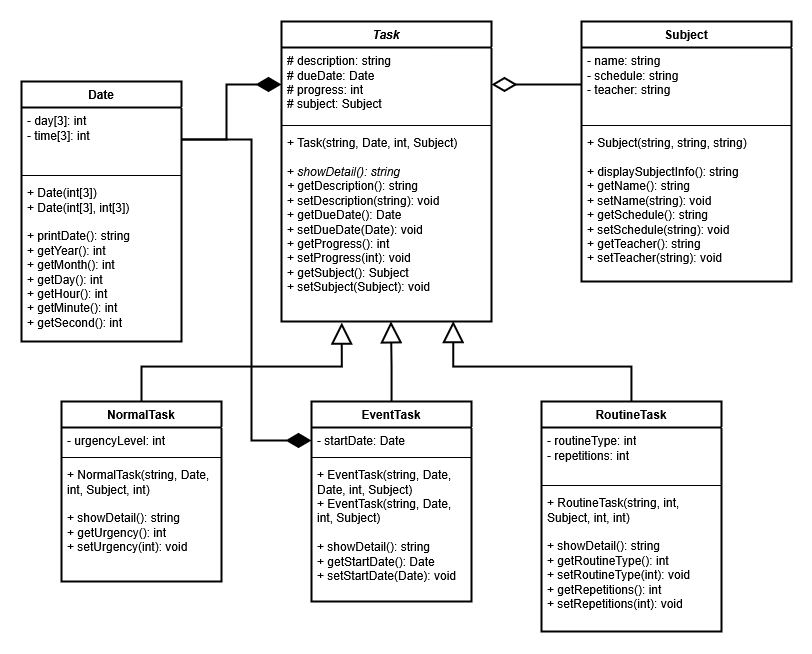 Task
# description: string
# dueDate: Date
# progress: int
# subject: Subject
+ Task(string, Date, int, Subject)
+ showDetail(): string
+ getDescription(): string
+ setDescription(string): void
+ getDueDate(): Date
+ setDueDate(Date): void
+ getProgress(): int
+ setProgress(int): void
+ getSubject(): Subject
+ setSubject(Subject): void
Subject
- name: string
- schedule: string
- teacher: string
+ Subject(string, string, string)
+ displaySubjectInfo(): string
+ getName(): string
+ setName(string): void
+ getSchedule(): string
+ setSchedule(string): void
+ getTeacher(): string
+ setTeacher(string): void
Date
- day[3]: int
- time[3]: int
+ Date(int[3])
+ Date(int[3], int[3])
+ printDate(): string
+ getYear(): int
+ getMonth(): int
+ getDay(): int
+ getHour(): int
+ getMinute(): int
+ getSecond(): int
NormalTask
- urgencyLevel: int
+ NormalTask(string, Date,
int, Subject, int)
+ showDetail(): string
+ getUrgency(): int
+ setUrgency(int): void
EventTask
- startDate: Date
+ EventTask(string, Date,
Date, int, Subject)
+ EventTask(string, Date,
int, Subject)
+ showDetail(): string
+ getStartDate(): Date
+ setStartDate(Date): void
RoutineTask
- routineType: int
- repetitions: int
+ RoutineTask(string, int,
Subject, int, int)
+ showDetail(): string
+ getRoutineType(): int
+ setRoutineType(int): void
+ getRepetitions(): int
+ setRepetitions(int): void